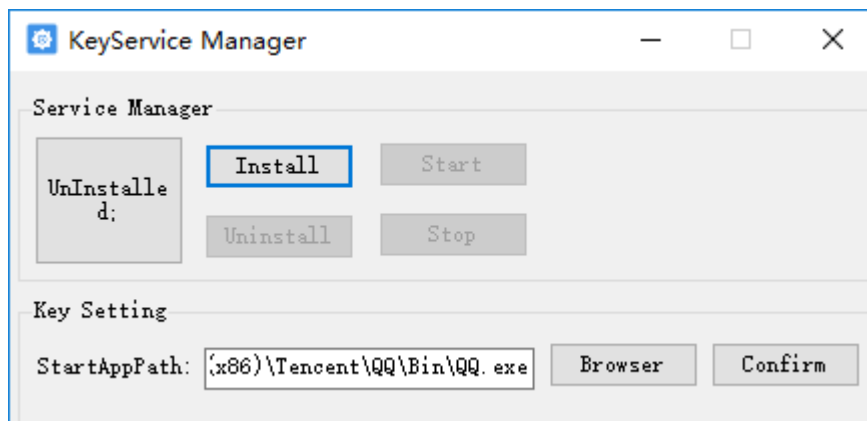 KeyService Manager
Service Manager
UnInstalle
d;
Install
Start
Uninstall
Stop
Key Setting
StartAppPath: (x86)\Tencent\QQ\Bin\QQ.exe Browser Confirm